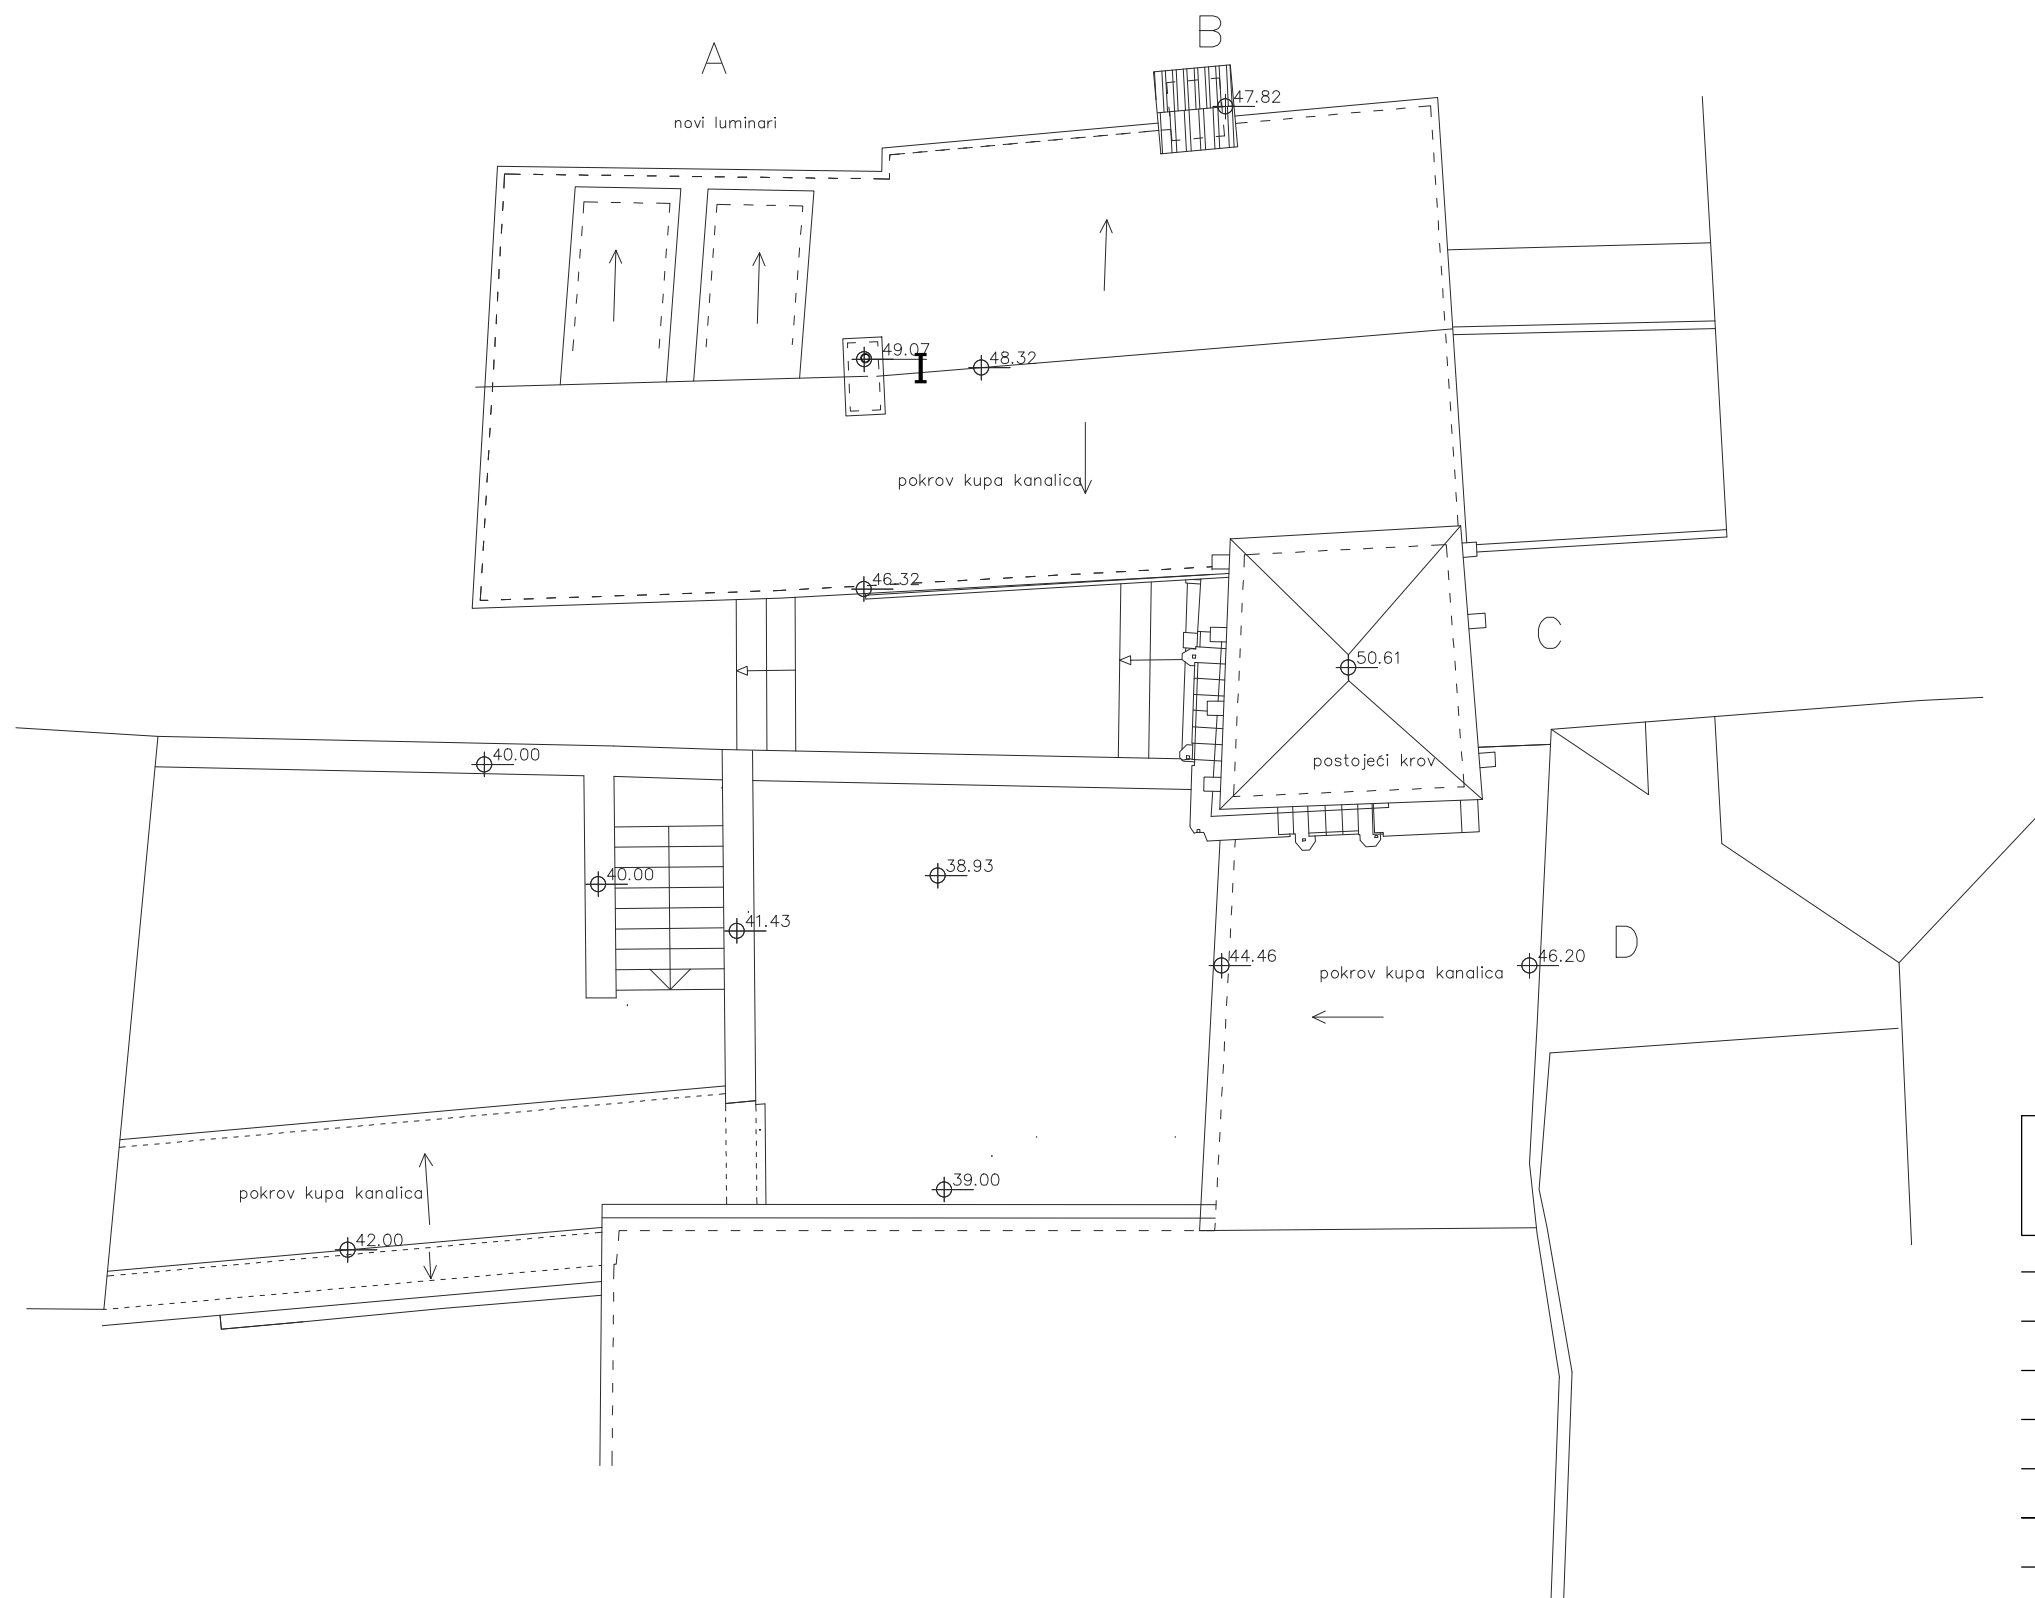 B
A
47.82
novi luminari
49.07
I
48.32
pokrov kupa kanalica
46.32
C
50.61
40.00
postojeći krov
38.93
40.00
41.43
D
44.46
46.20
pokrov kupa kanalica
39.00
pokrov kupa kanalica
42.00